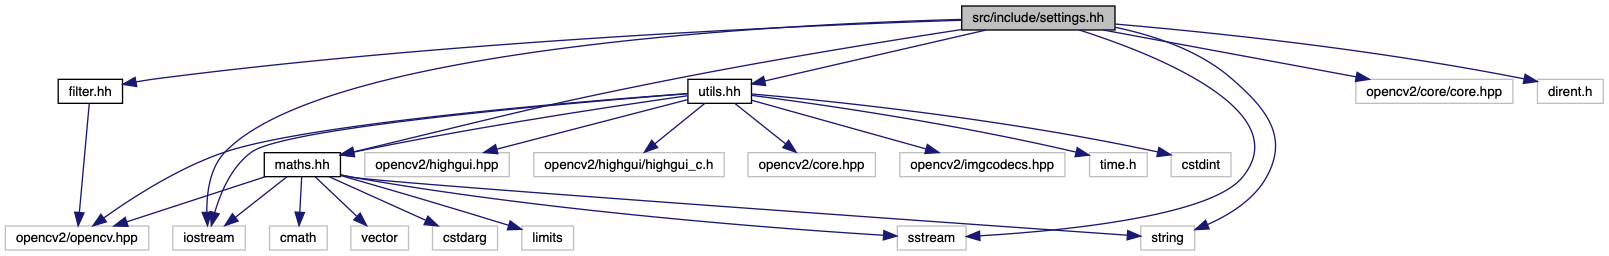 src/include/settings.hh
filter.hh
utils.hh
opencv2/core/core.hpp
dirent.h
maths.hh
opencv2/highgui.hpp
opencv2/highgui/highgui_c.h
opencv2/core.hpp
opencv2/imgcodecs.hpp
time.h
cstdint
opencv2/opencv.hpp
iostream
cmath
vector
cstdarg
limits
sstream
string